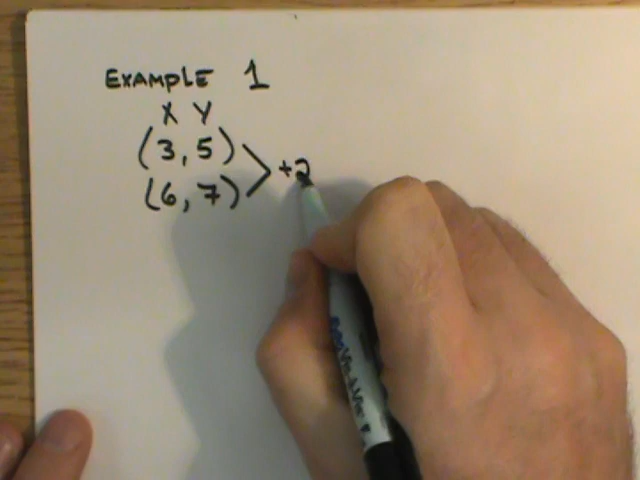 EXAMPLE 1
X Y
(3, 5)
(6, 7) > +2